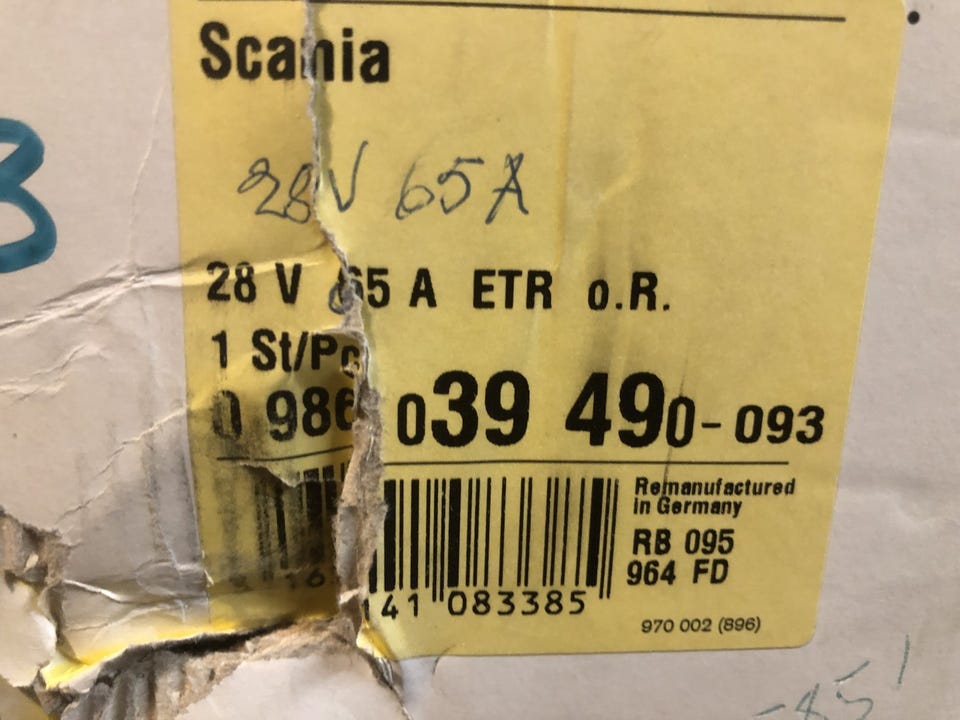 Scania
28V 65A
28 V 65 A ETR o.R.
1 St/Pc
0 986 039 490-093
Remanufactured
in Germany
RB 095
964 FD
41 083385
970 002 (896)